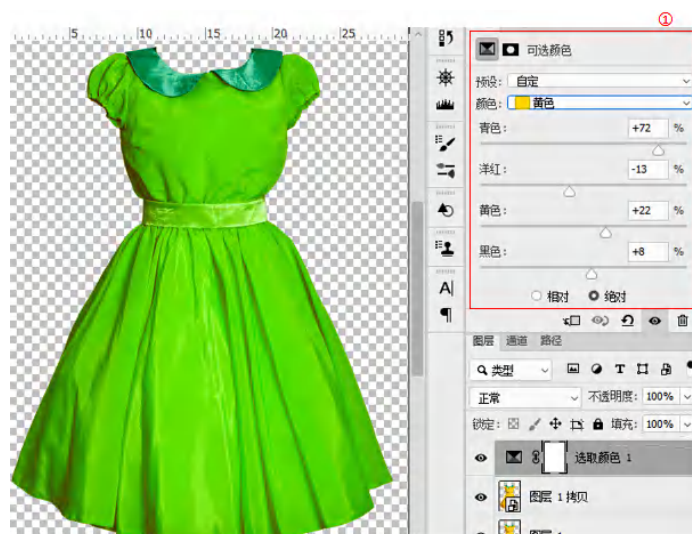 ①
5 10 15 20 25
可选颜色
预设: 自定
颜色: 黄色
青色: +72 %
洋红: -13 %
黄色: +22 %
黑色: +8 %
相对 绝对
A
图层 通道 路径
类型 T
正常 不透明度: 100%
锁定: 填充: 100%
选取颜色 1
图层 1 拷贝